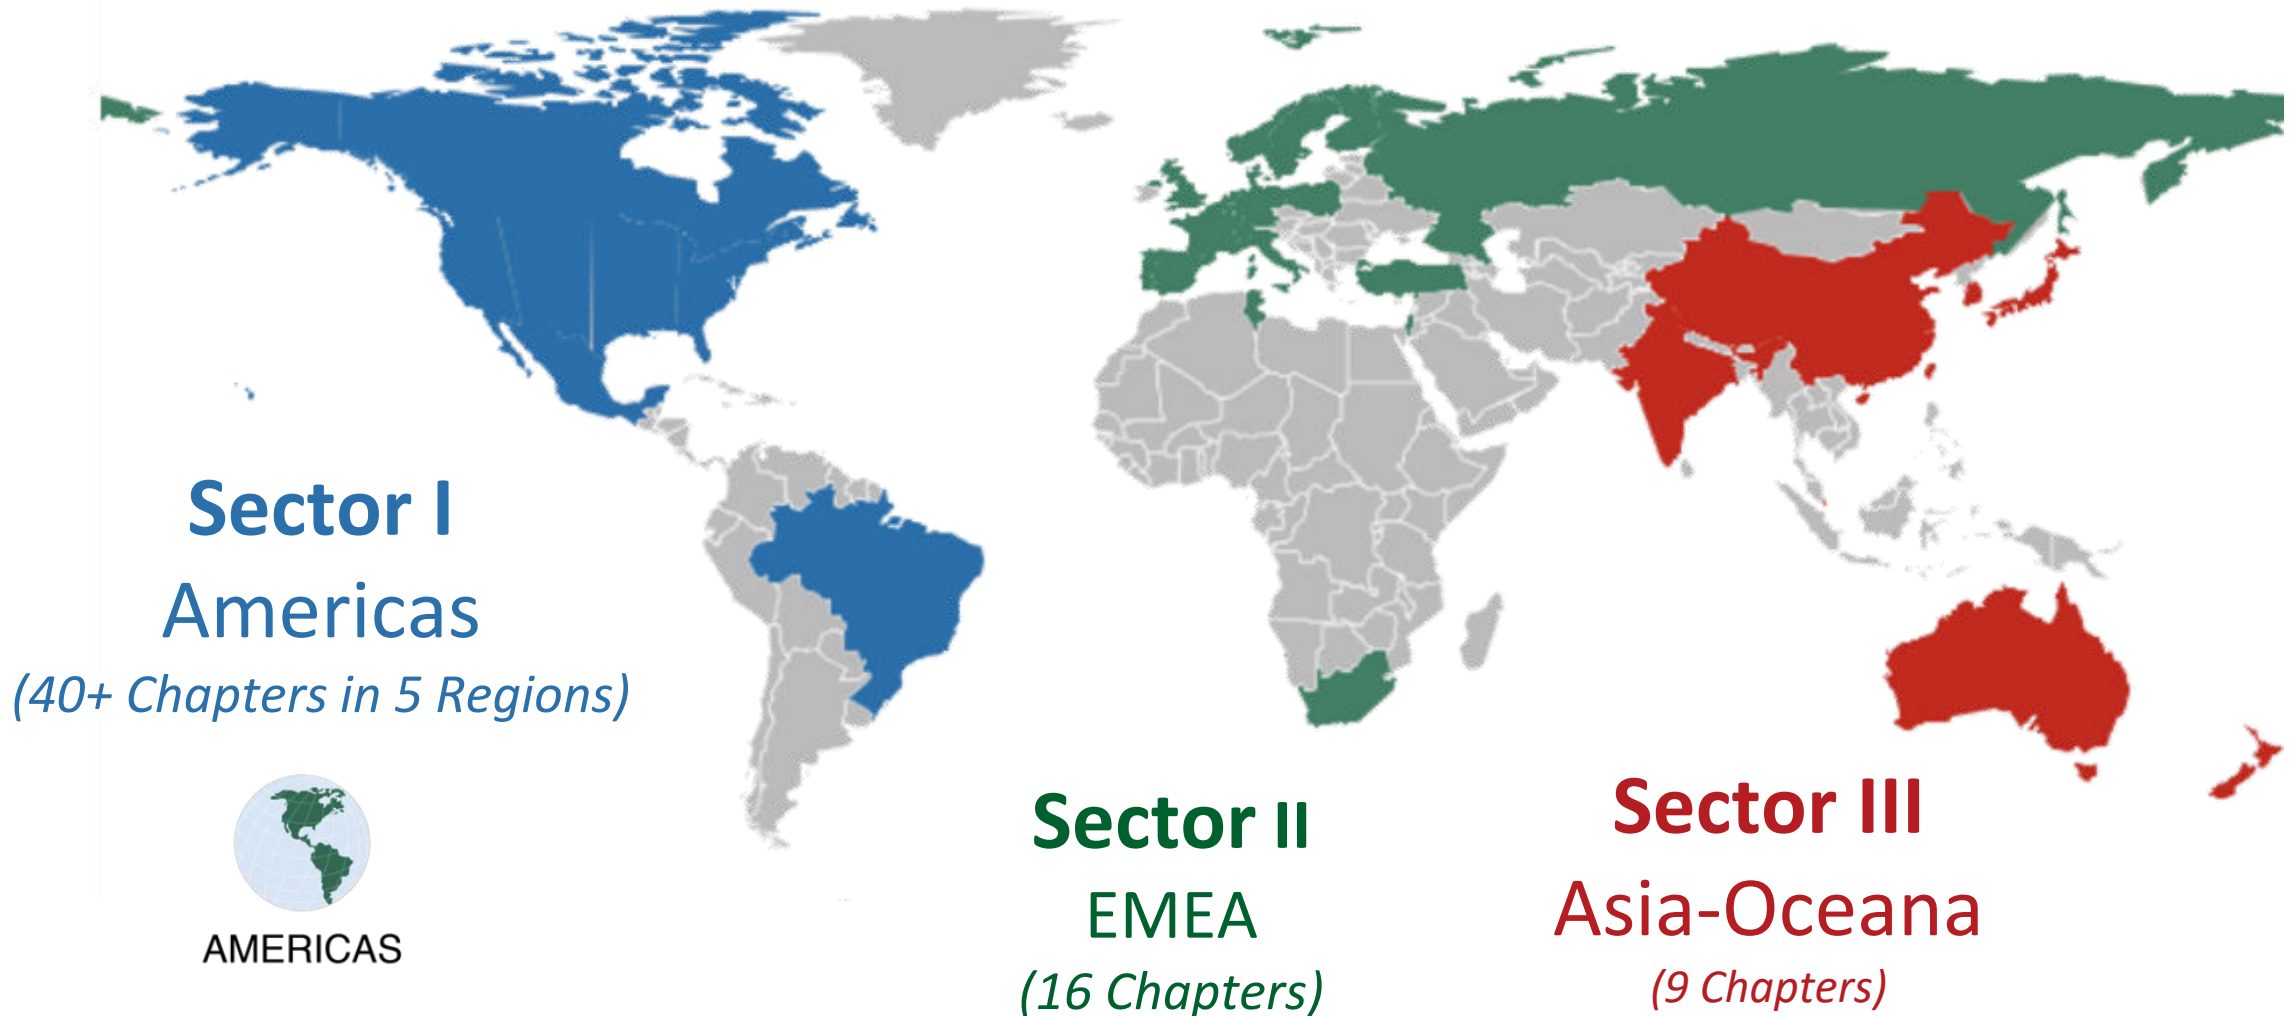 Sector I
Americas
(40+ Chapters in 5 Regions)
AMERICAS
Sector II
EMEA
(16 Chapters)
Sector III
Asia-Oceana
(9 Chapters)